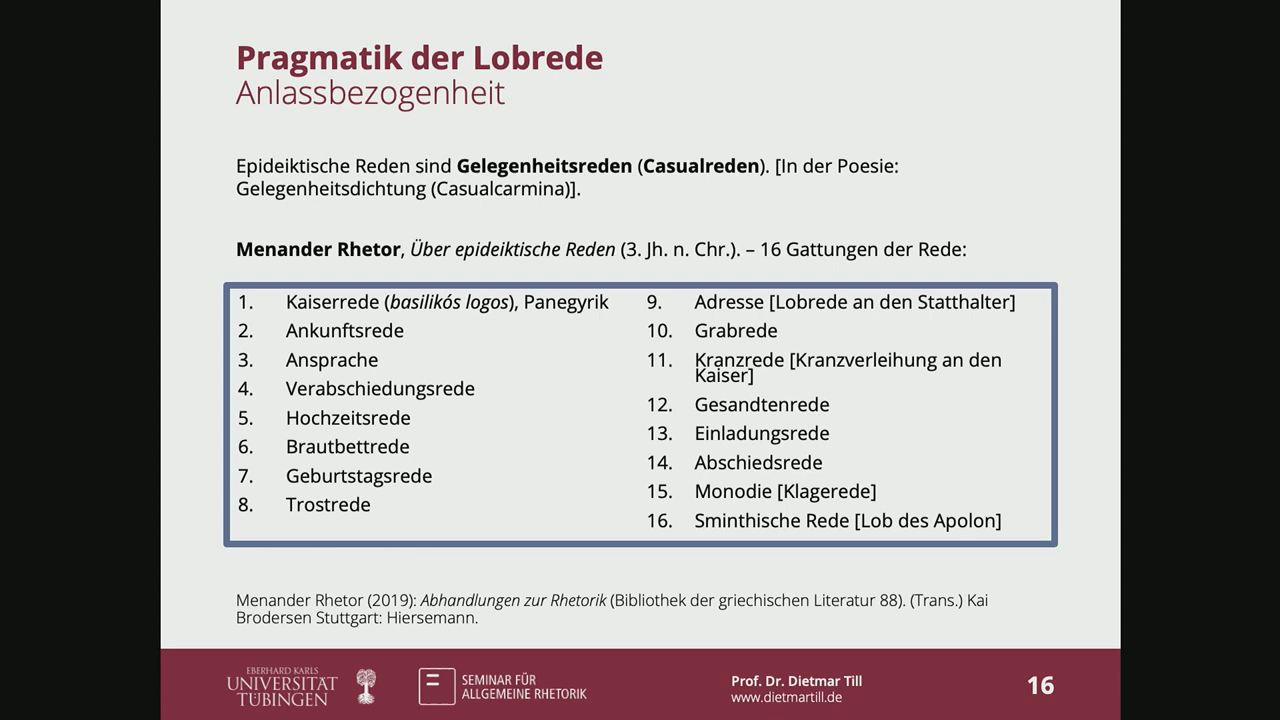 Pragmatik der Lobrede
Anlassbezogenheit
Epideiktische Reden sind Gelegenheitsreden (Casualreden). [In der Poesie:
Gelegenheitsdichtung (Casualcarmina)].
Menander Rhetor, Über epideiktische Reden (3. Jh. n. Chr.). – 16 Gattungen der Rede:
1. Kaiserrede (basilikós logos), Panegyrik
2. Ankunftsrede
3. Ansprache
4. Verabschiedungsrede
5. Hochzeitsrede
6. Brautbettrede
7. Geburtstagsrede
8. Trostrede
9. Adresse [Lobrede an den Statthalter]
10. Grabrede
11. Kranzrede [Kranzverleihung an den
Kaiser]
12. Gesandtenrede
13. Einladungsrede
14. Abschiedsrede
15. Monodie [Klagerede]
16. Sminthische Rede [Lob des Apolon]
Menander Rhetor (2019): Abhandlungen zur Rhetorik (Bibliothek der griechischen Literatur 88). (Trans.) Kai
Brodersen Stuttgart: Hiersemann.
EBERHARD KARLS
UNIVERSITÄT
TÜBINGEN
SEMINAR FÜR
ALLGEMEINE RHETORIK
Prof. Dr. Dietmar Till
www.dietmartill.de
16